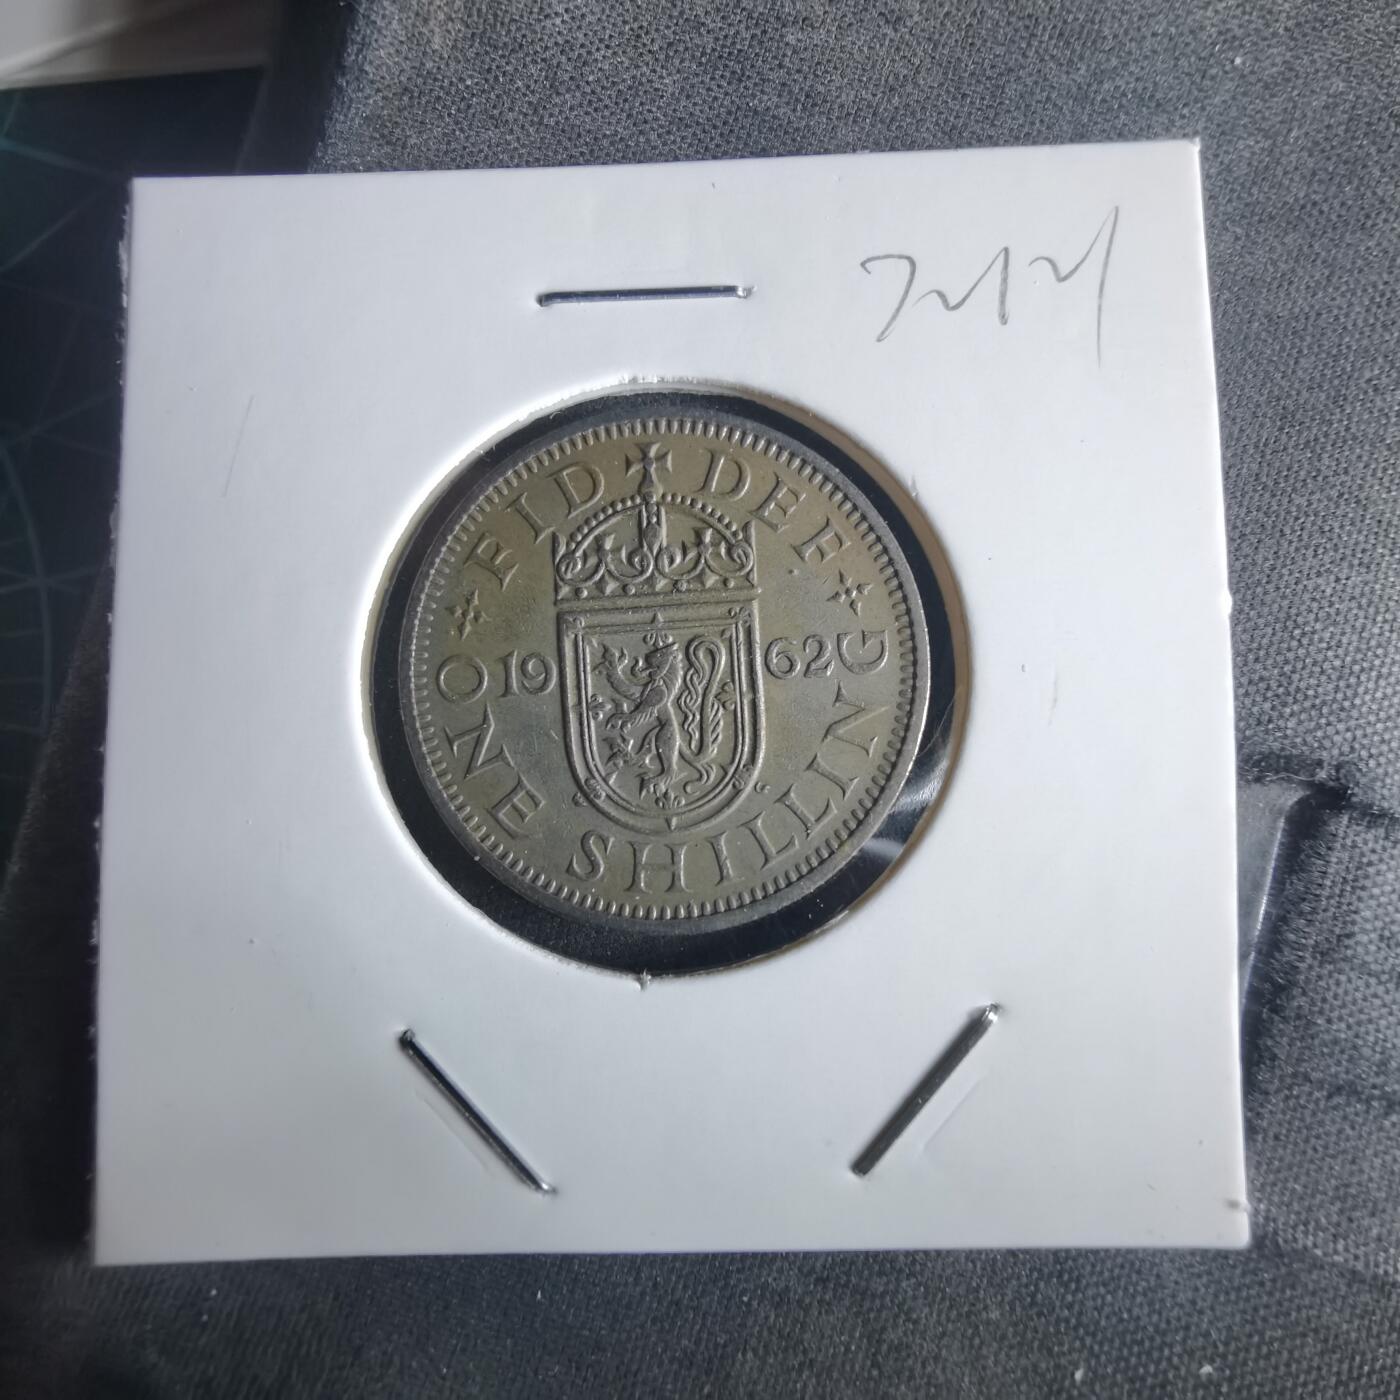 FID DEF
19 62
ONE SHILLING